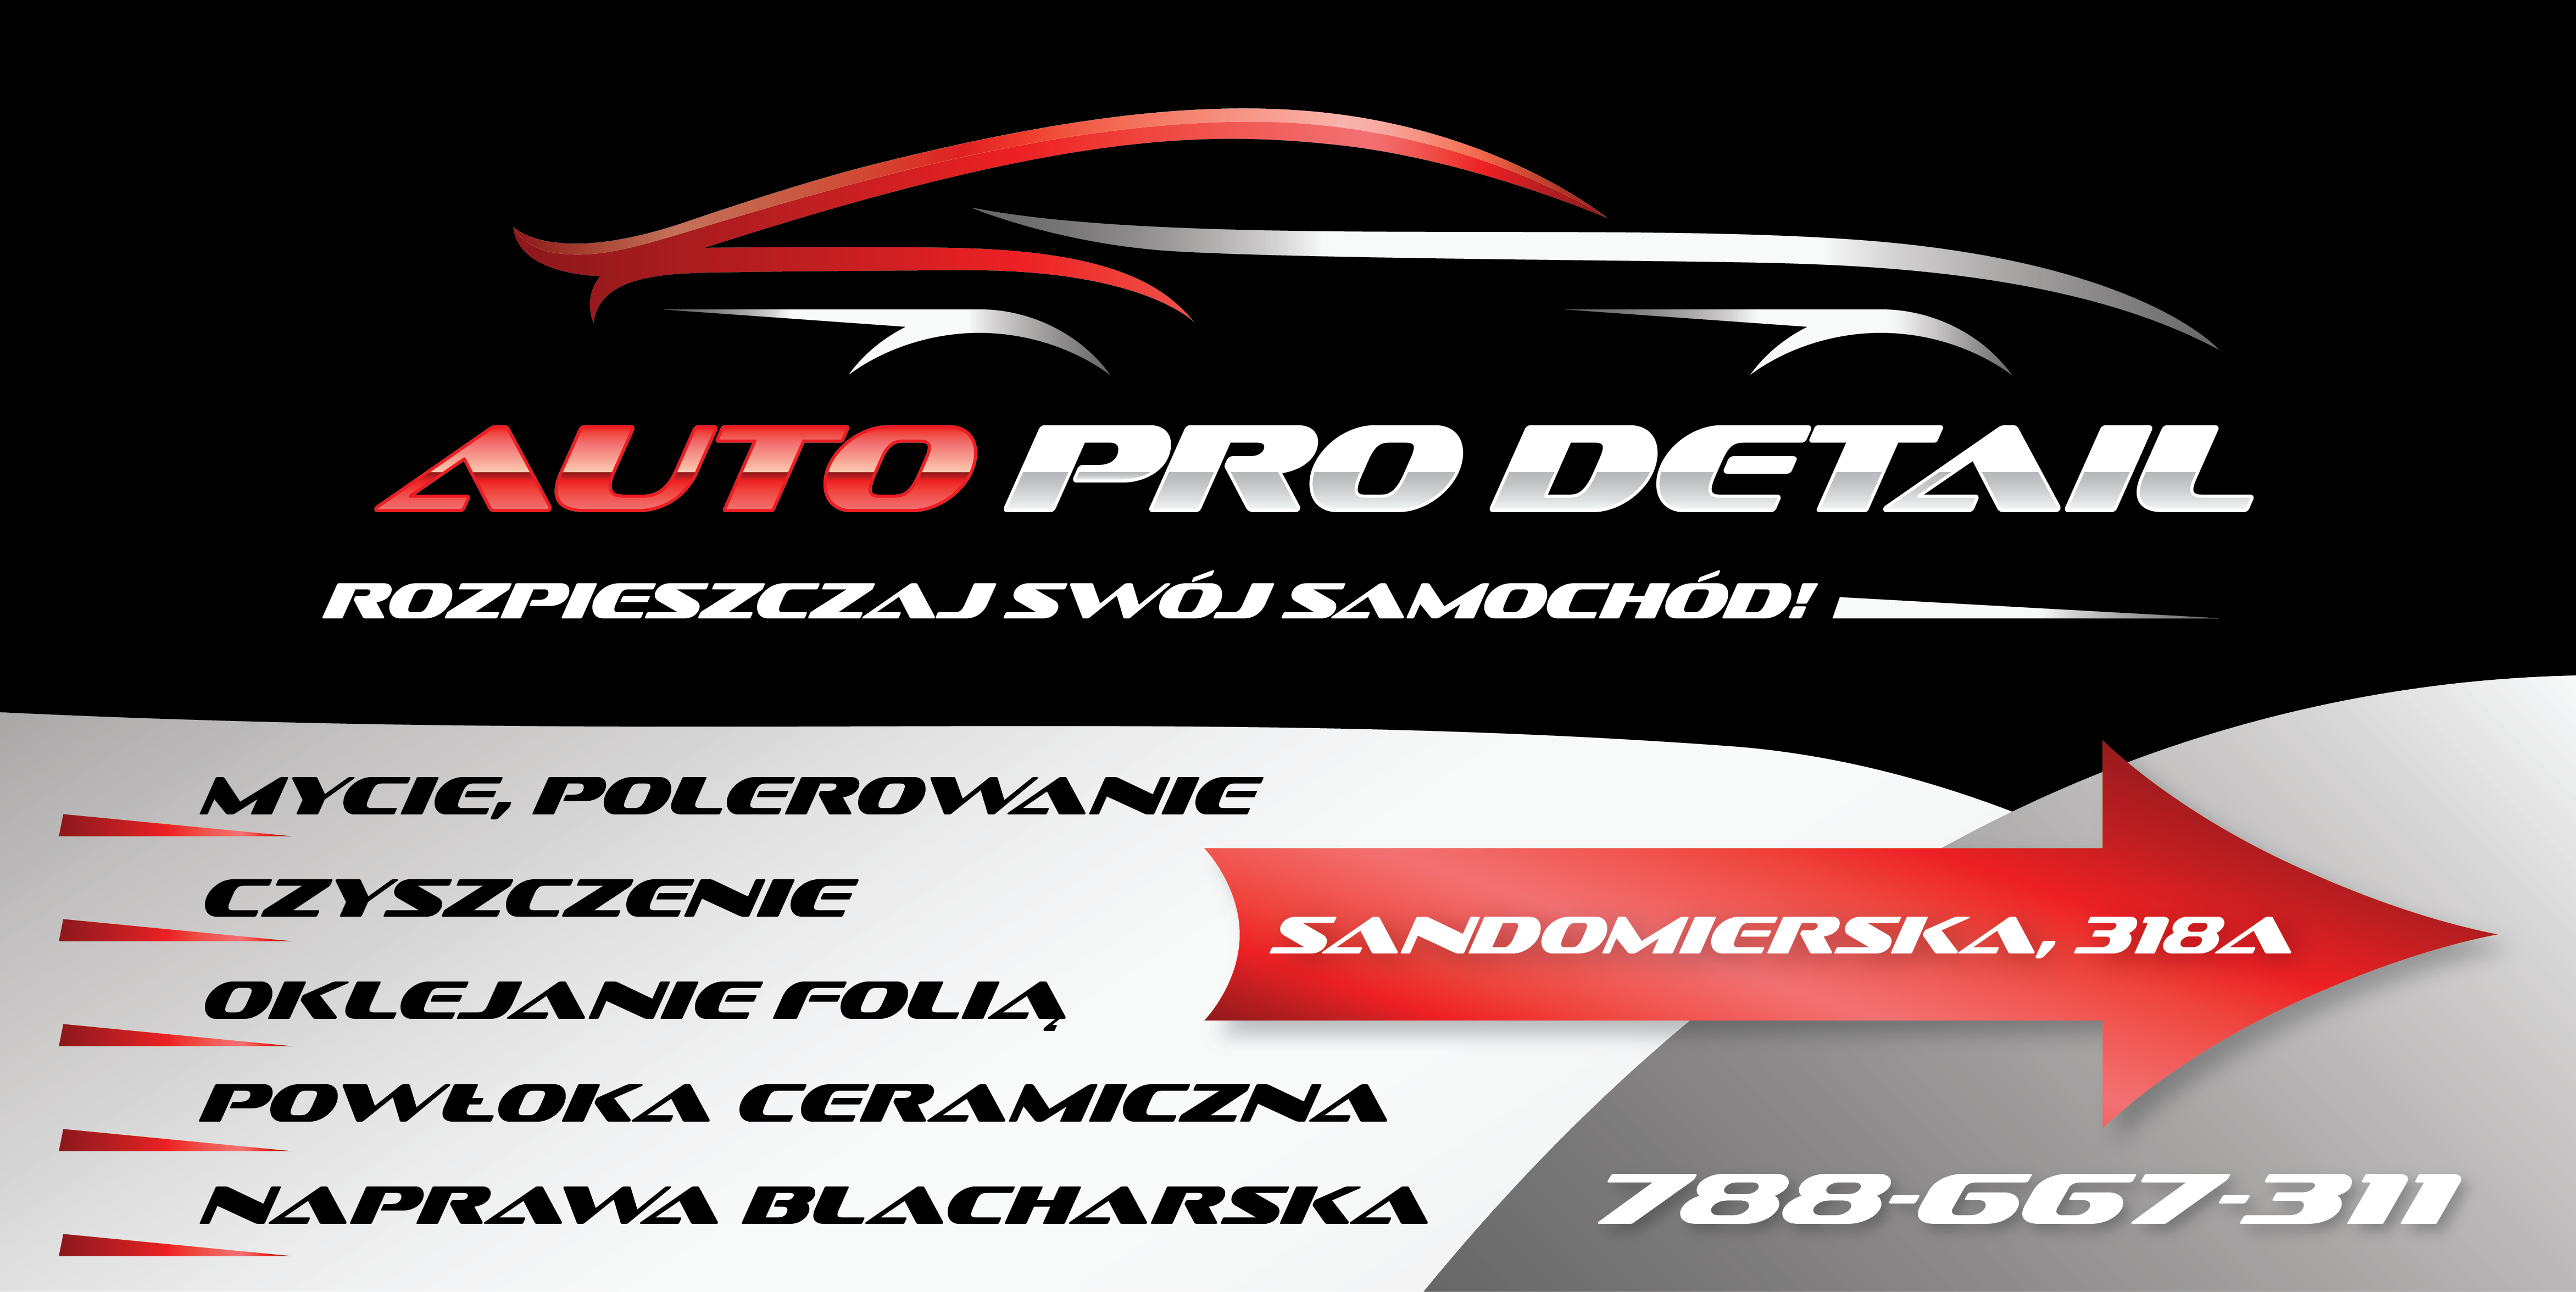 AUTO PRO DETAIL
ROZPIESZCZAJ SWÓJ SAMOCHÓD!
MYCIE, POLEROWANIE
CZYSZCZENIE
OKLEJANIE FOLIĄ
POWŁOKA CERAMICZNA
NAPRAWA BLACHARSKA
SANDOMIERSKA, 318A
788-667-311